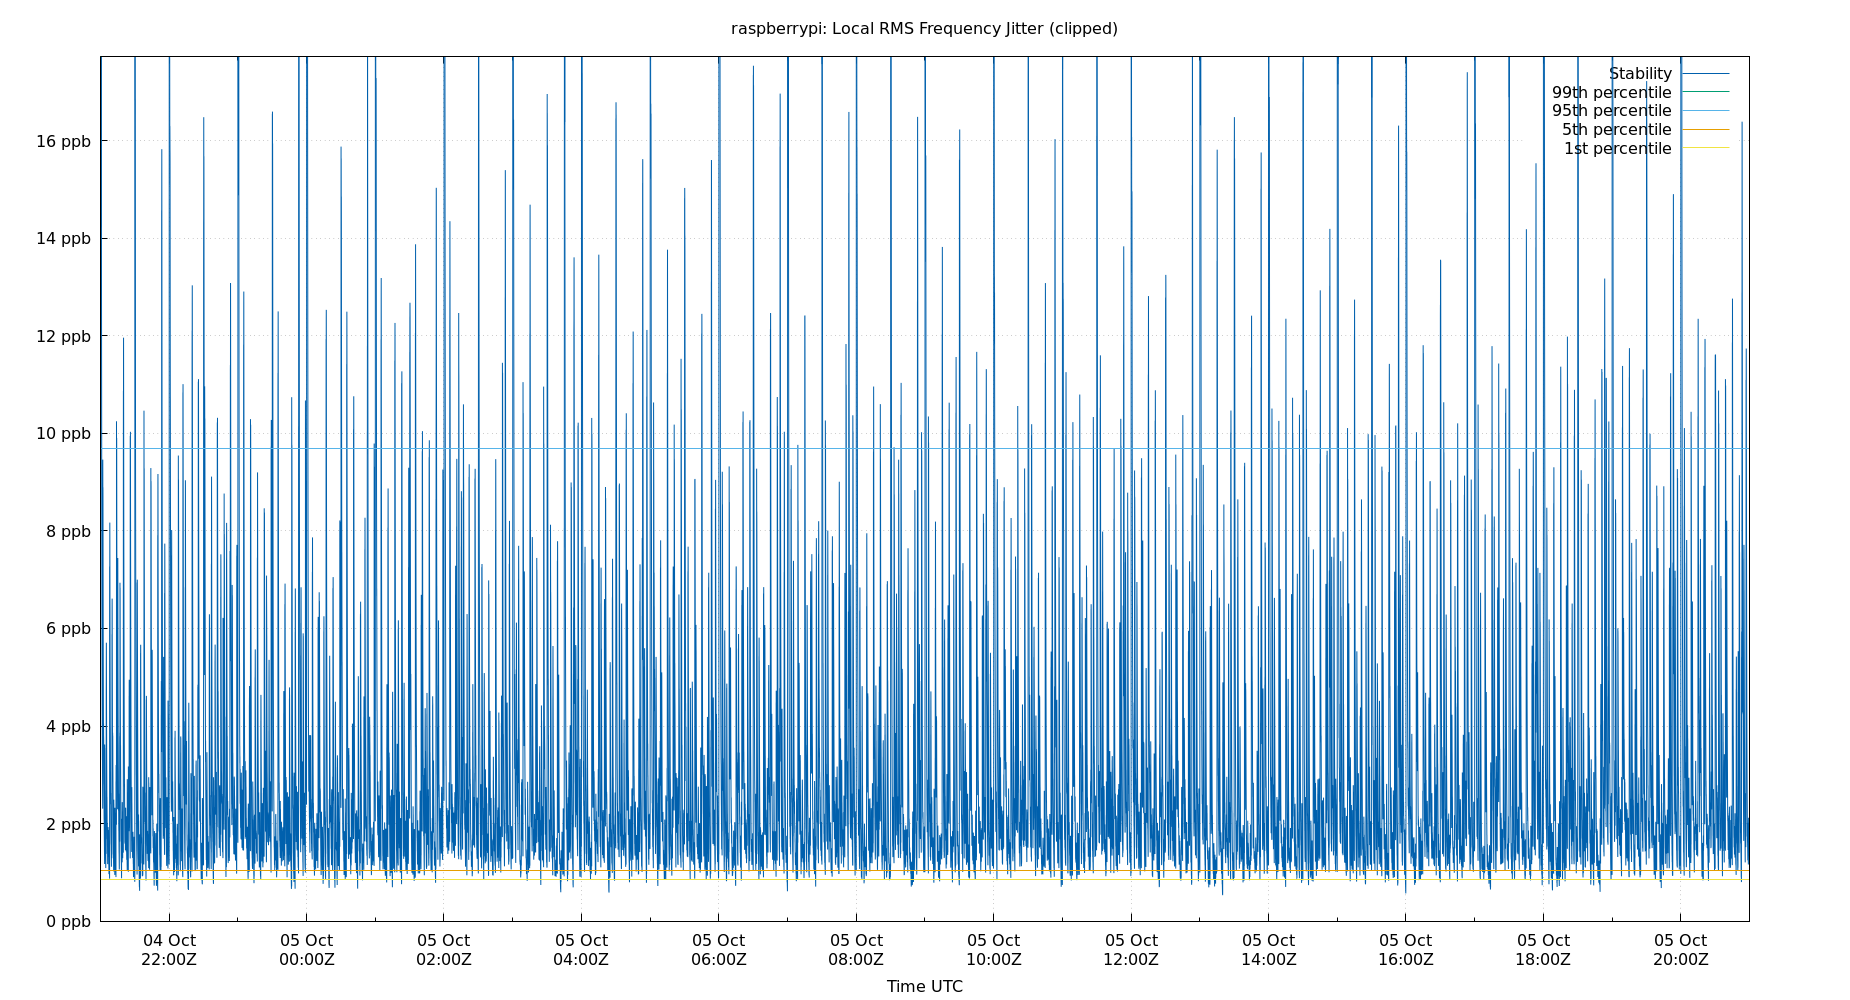 raspberrypi: Local RMS Frequency Jitter (clipped)
Stability
99th percentile
95th percentile
5th percentile
1st percentile
16 ppb
14 ppb
12 ppb
10 ppb
8 ppb
6 ppb
4 ppb
2 ppb
0 ppb
04 Oct 05 Oct 05 Oct 05 Oct 05 Oct 05 Oct 05 Oct 05 Oct 05 Oct 05 Oct 05 Oct 05 Oct
22:00Z 00:00Z 02:00Z 04:00Z 06:00Z 08:00Z 10:00Z 12:00Z 14:00Z 16:00Z 18:00Z 20:00Z
Time UTC